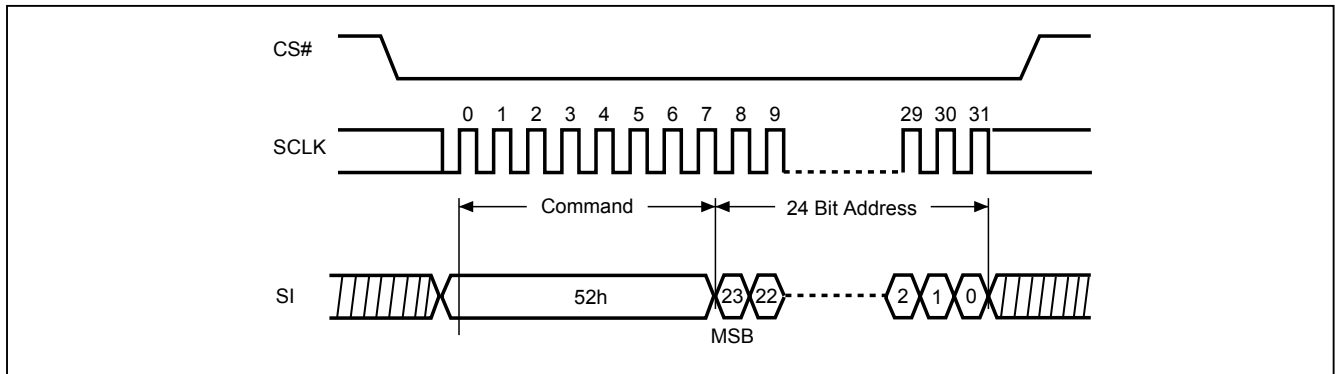 CS#
0 1 2 3 4 5 6 7 8 9 29 30 31
SCLK
Command 24 Bit Address
SI 52h 23 22 2 1 0
MSB